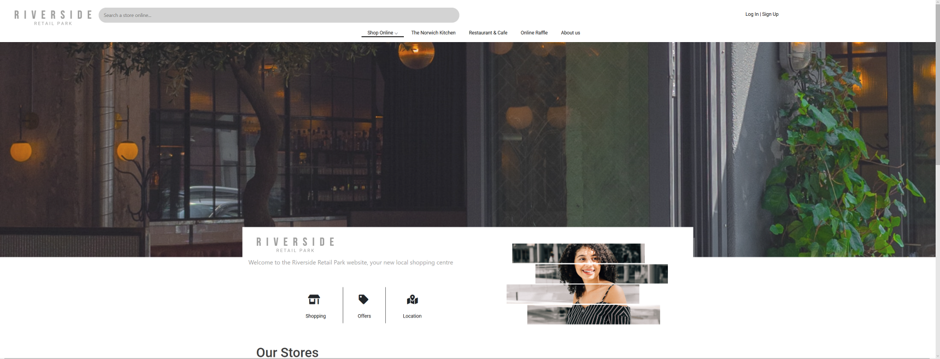 RIVERSIDE
RETAIL PARK
Search a store online...
Log In | Sign Up
Shop Online
The Norwich Kitchen
Restaurant & Cafe
Online Raffle
About us
RIVERSIDE
RETAIL PARK
Welcome to the Riverside Retail Park website, your new local shopping centre
Shopping
Offers
Location
Our Stores